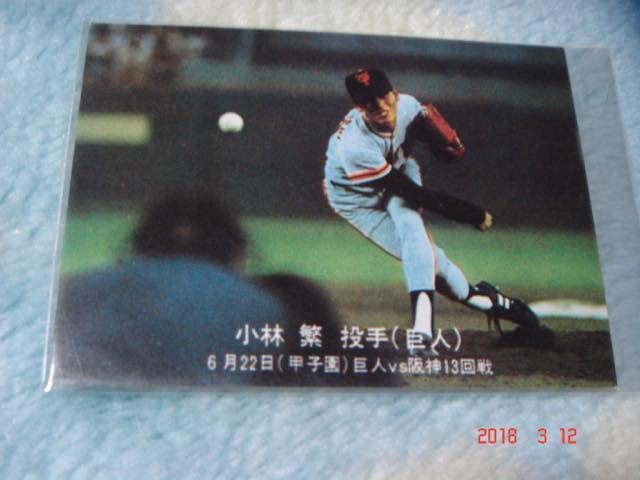 小林 繁 投手(巨人)
6月22日(甲子園)巨人vs阪神13回戦
2018 3 12